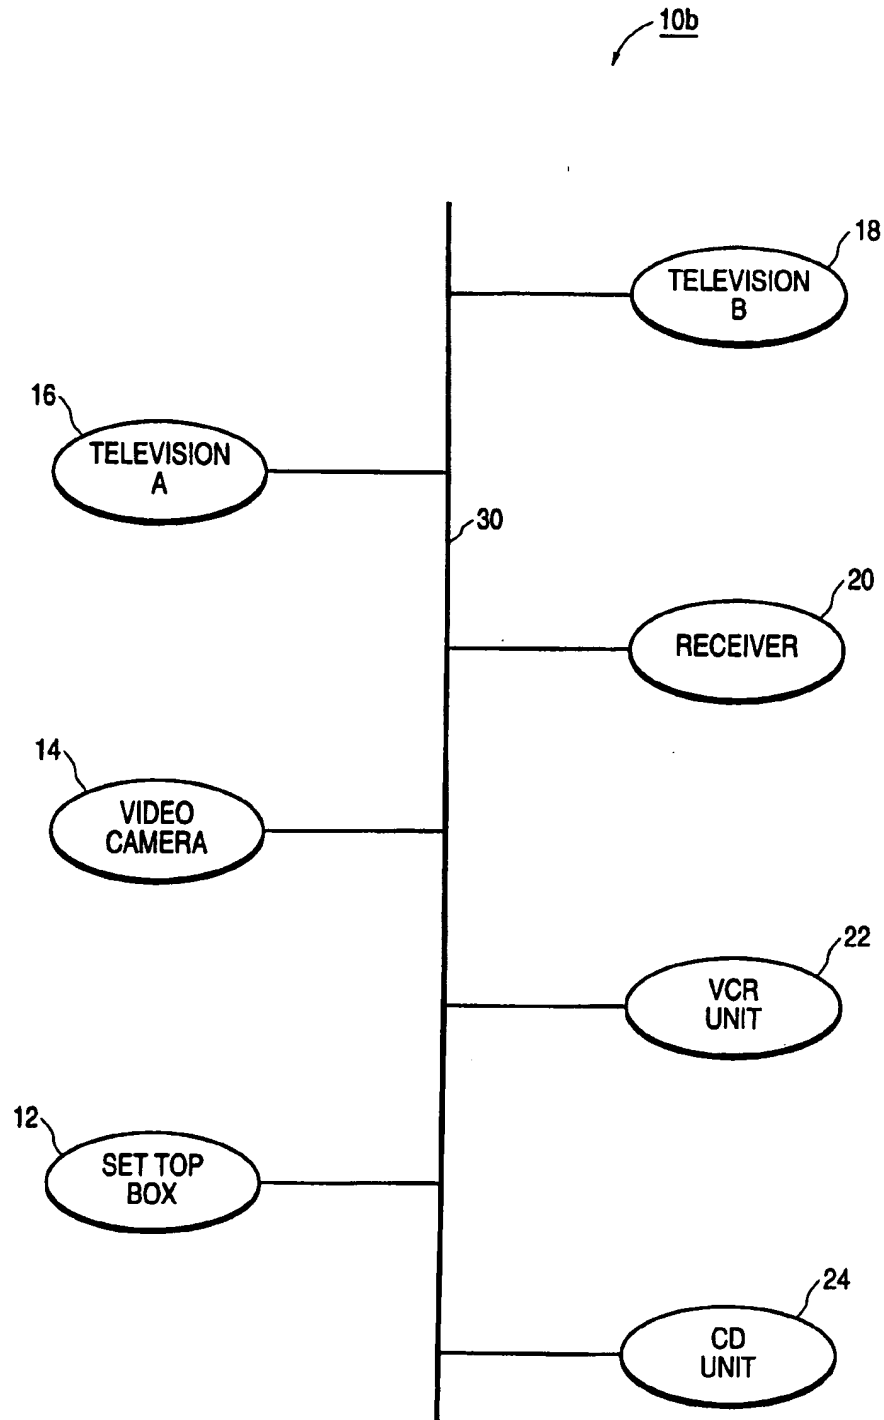 10b
18
TELEVISION
B
16
TELEVISION
A
30
20
RECEIVER
14
VIDEO
CAMERA
22
VCR
UNIT
12
SET TOP
BOX
24
CD
UNIT